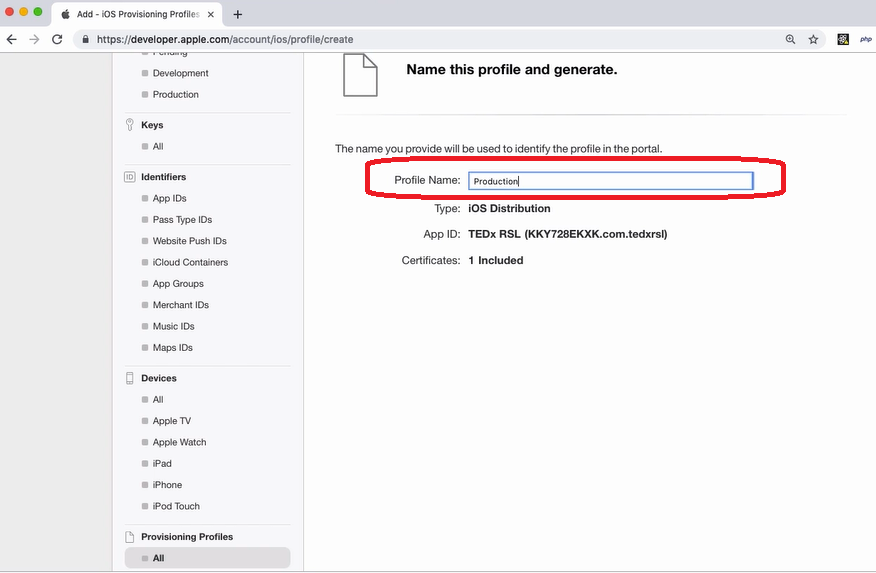 Add - iOS Provisioning Profiles
https://developer.apple.com/account/ios/profile/create
php
Pending
Development
Production
Keys
All
ID Identifiers
App IDs
Pass Type IDs
Website Push IDs
iCloud Containers
App Groups
Merchant IDs
Music IDs
Maps IDs
Devices
All
Apple TV
Apple Watch
iPad
iPhone
iPod Touch
Provisioning Profiles
All
Name this profile and generate.
The name you provide will be used to identify the profile in the portal.
Profile Name: Production
Type: iOS Distribution
App ID: TEDx RSL (KKY728EKXK.com.tedxrsl)
Certificates: 1 Included